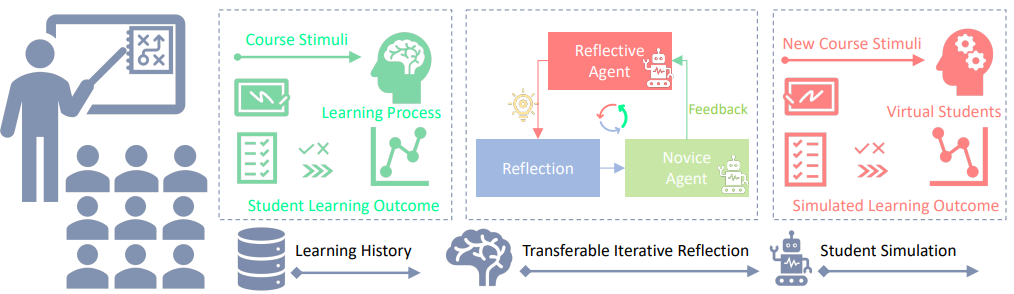 Course Stimuli
Learning Process
Student Learning Outcome
Reflective
Agent
Feedback
Reflection
Novice
Agent
New Course Stimuli
Virtual Students
Simulated Learning Outcome
Learning History
Transferable Iterative Reflection
Student Simulation